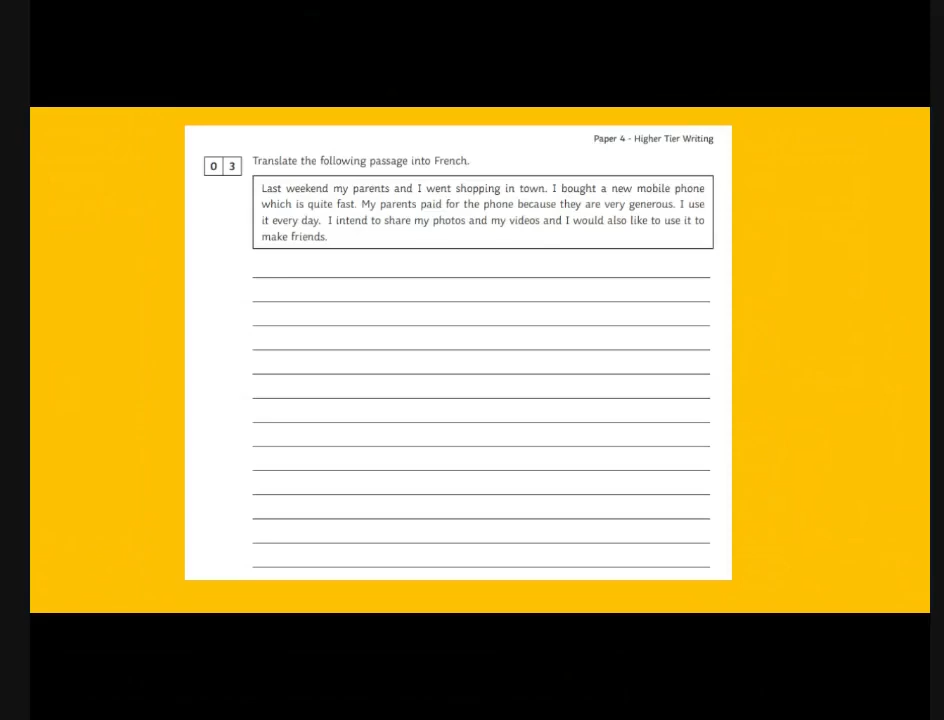 Paper 4 - Higher Tier Writing
0 3 Translate the following passage into French.
Last weekend my parents and I went shopping in town. I bought a new mobile phone
which is quite fast. My parents paid for the phone because they are very generous. I use
it every day. I intend to share my photos and my videos and I would also like to use it to
make friends.